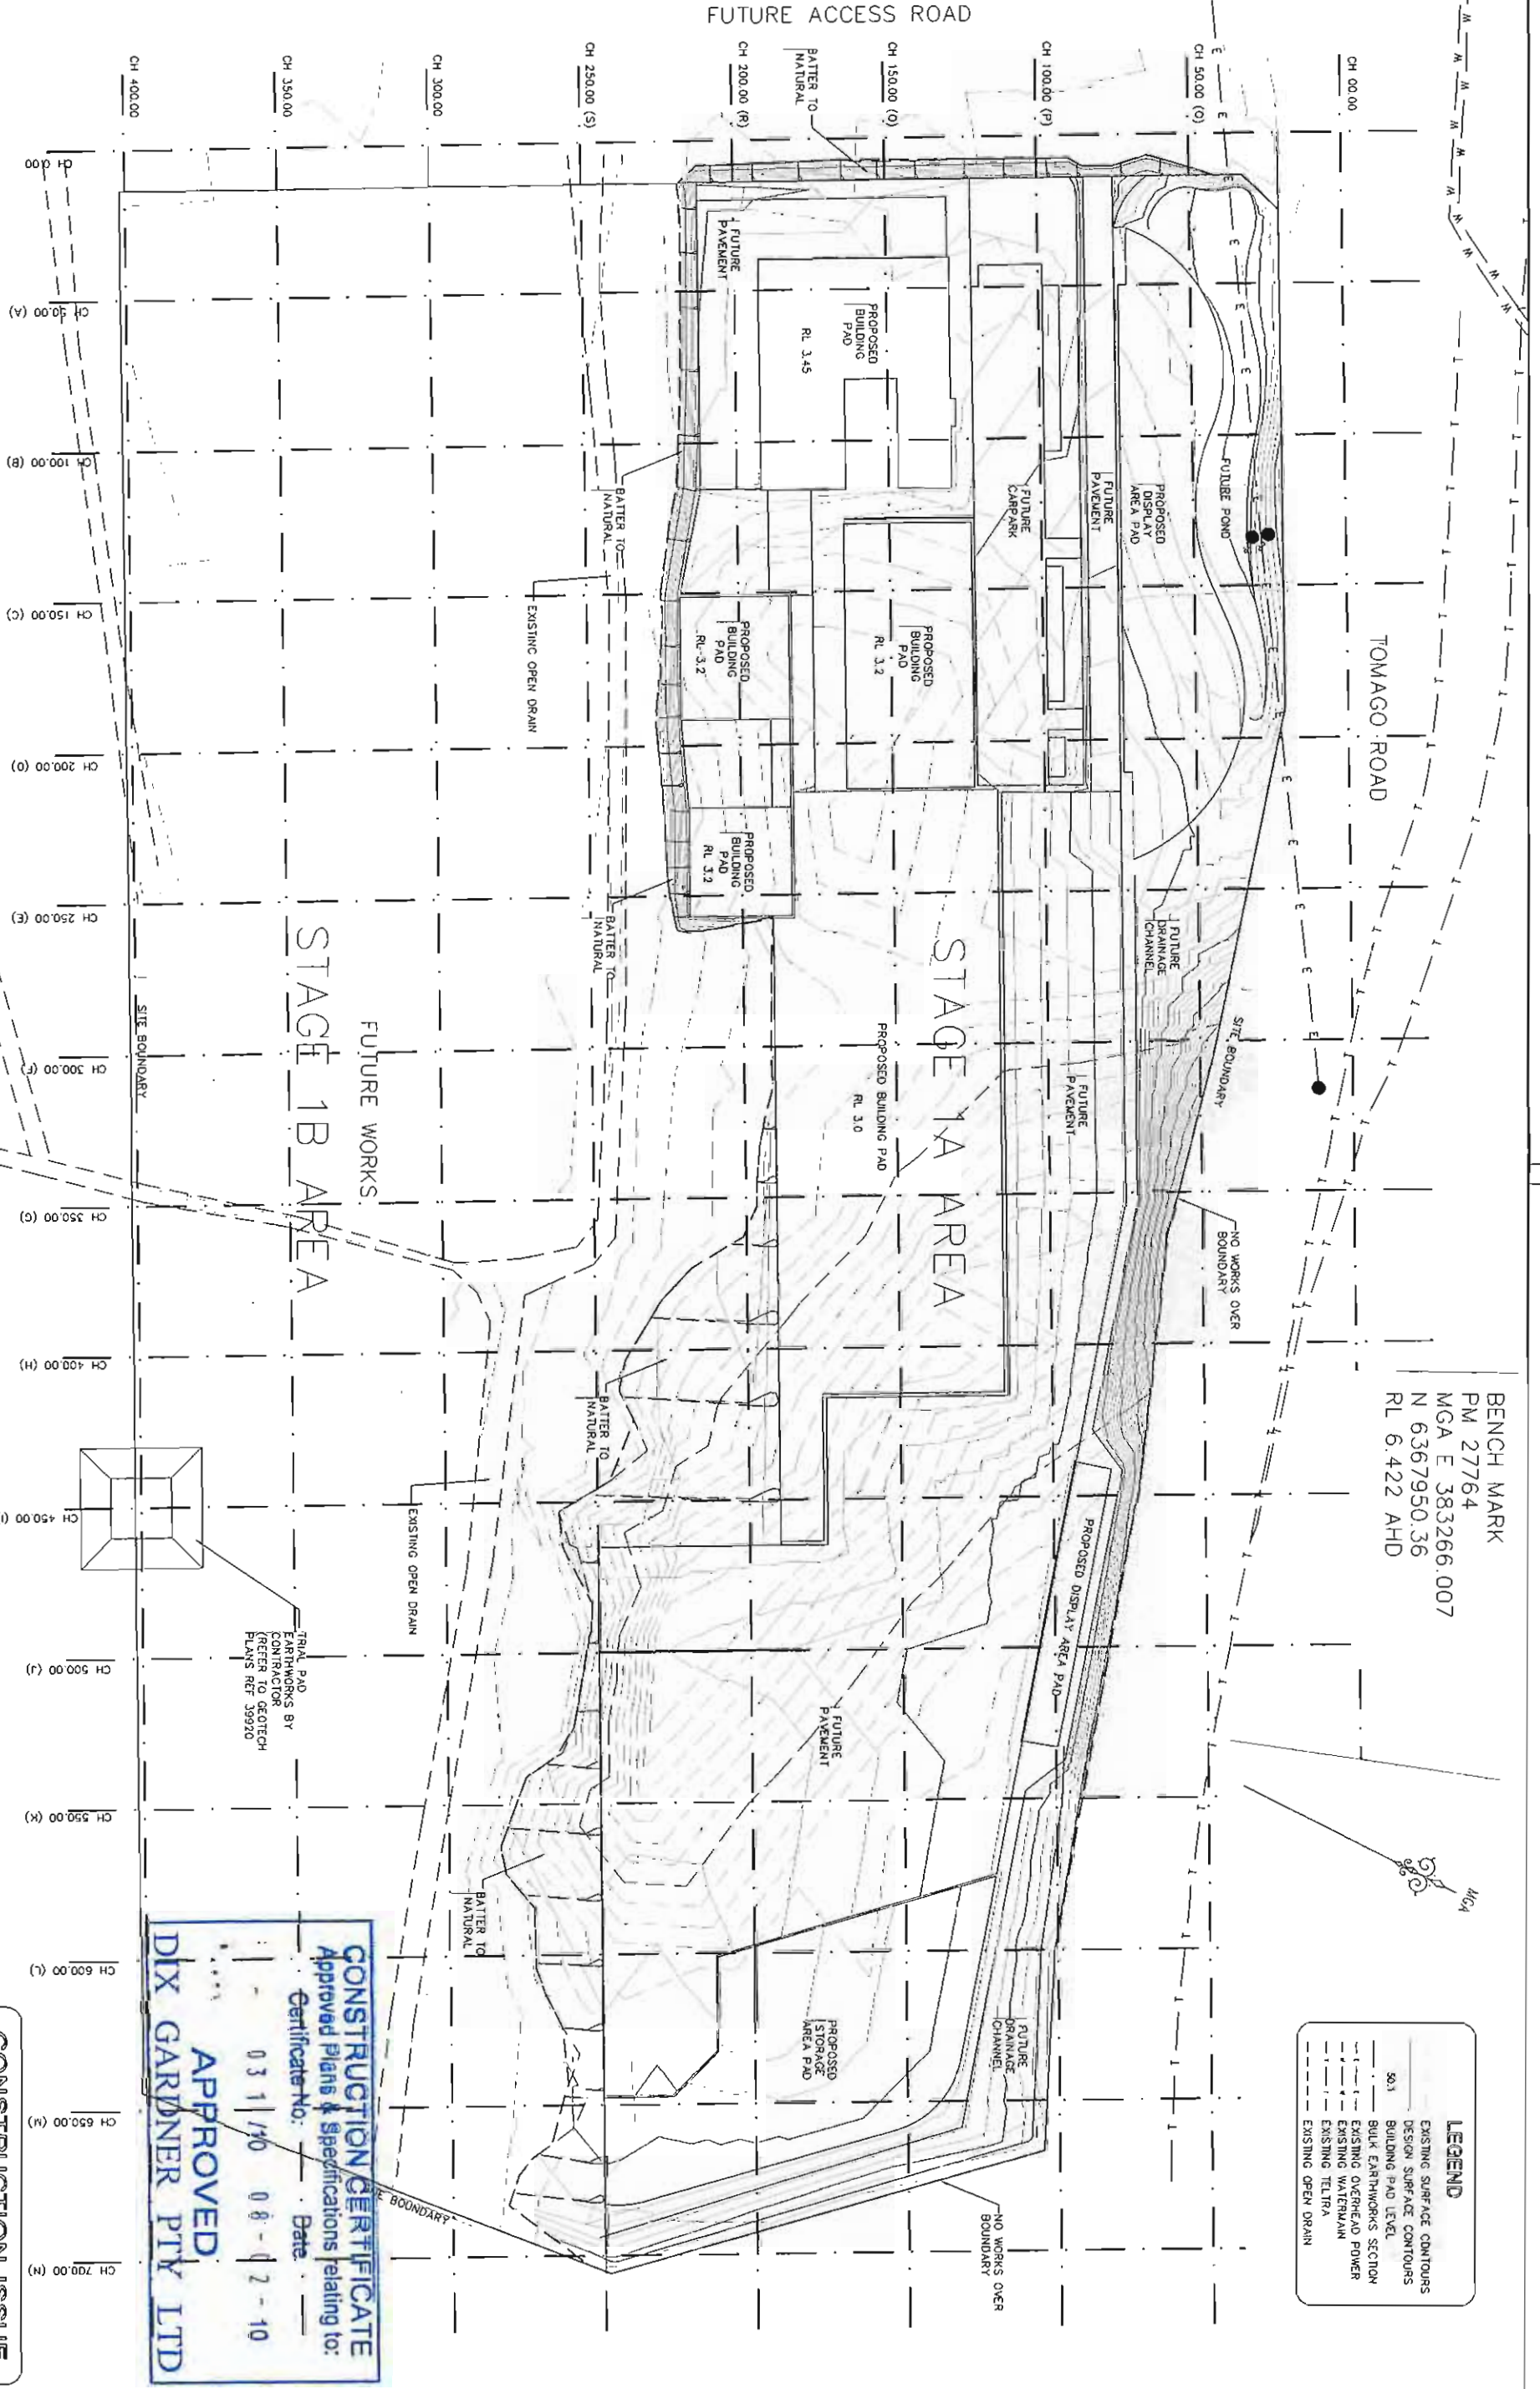 FUTURE ACCESS ROAD
CH 400.00
CH 350.00
CH 300.00
CH 250.00 (S)
CH 200.00 (R)
CH 150.00 (Q)
CH 100.00 (P)
CH 50.00 (O)
CH 00.00
BATTER TO
NATURAL
CH 0.00
CH 50.00 (A)
CH 100.00 (B)
CH 150.00 (C)
CH 200.00 (D)
CH 250.00 (E)
CH 300.00 (F)
CH 350.00 (G)
CH 400.00 (H)
CH 450.00 (I)
CH 500.00 (J)
CH 550.00 (K)
CH 600.00 (L)
CH 650.00 (M)
CH 700.00 (N)
TOMAGO ROAD
FUTURE POND
PROPOSED
DISPLAY
AREA PAD
FUTURE
PAVEMENT
FUTURE
CARPARK
PROPOSED
BUILDING
PAD
RL 3.45
FUTURE
PAVEMENT
PROPOSED
BUILDING
PAD
RL 3.2
PROPOSED
BUILDING
PAD
RL 3.2
PROPOSED
BUILDING
PAD
RL 3.2
BATTER TO
NATURAL
EXISTING OPEN DRAIN
BATTER TO
NATURAL
FUTURE
DRAINAGE
CHANNEL
SITE BOUNDARY
STAGE 1A AREA
PROPOSED BUILDING PAD
RL 3.0
FUTURE
PAVEMENT
NO WORKS OVER
BOUNDARY
FUTURE WORKS
STAGE 1B AREA
SITE BOUNDARY
BENCH MARK
PM 27764
MGA E 383266.007
N 6367950.36
RL 6.422 AHD
BATTER TO
NATURAL
EXISTING OPEN DRAIN
PROPOSED DISPLAY AREA PAD
FUTURE
PAVEMENT
TRIAL PAD
EARTHWORKS BY
CONTRACTOR
(REFER TO GEOTECH
PLANS REF 39920
BATTER TO
NATURAL
MGA
PROPOSED
STORAGE
AREA PAD
FUTURE
DRAINAGE
CHANNEL
NO WORKS OVER
BOUNDARY
BOUNDARY
LEGEND
EXISTING SURFACE CONTOURS
DESIGN SURFACE CONTOURS
BUILDING PAD LEVEL
BULK EARTHWORKS SECTION
EXISTING OVERHEAD POWER
EXISTING WATERMAIN
EXISTING TELTRA
EXISTING OPEN DRAIN
CONSTRUCTION CERTIFICATE
Approved Plans & Specifications relating to:
Certificate No: Date
APPROVED
DIX GARDNER PTY LTD
CONSTRUCTION ISSUE